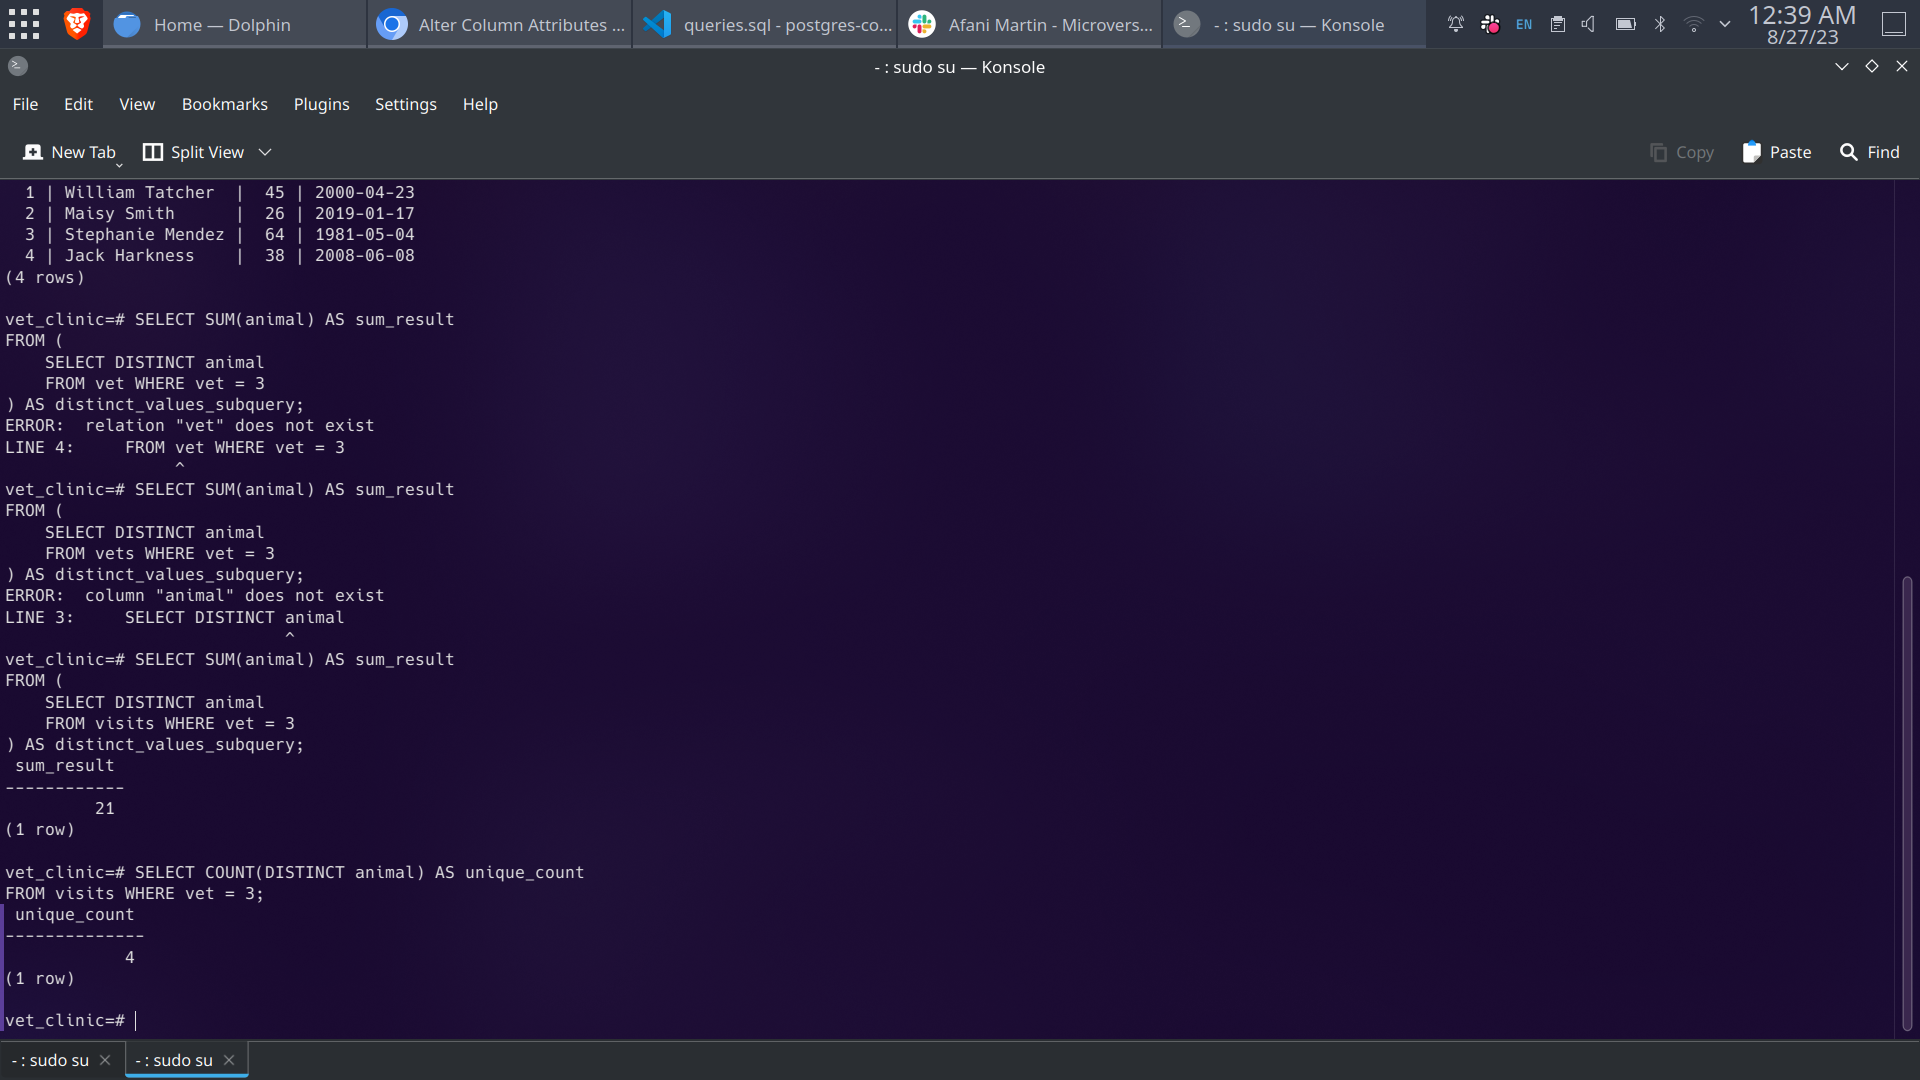 Home — Dolphin
Alter Column Attributes ...
queries.sql - postgres-co...
Afani Martin - Microvers...
- : sudo su — Konsole
EN
12:39 AM
8/27/23
- : sudo su — Konsole
File Edit View Bookmarks Plugins Settings Help
New Tab Split View Copy Paste Find
  1 | William Tatcher  |  45 | 2000-04-23
  2 | Maisy Smith      |  26 | 2019-01-17
  3 | Stephanie Mendez |  64 | 1981-05-04
  4 | Jack Harkness    |  38 | 2008-06-08
(4 rows)
vet_clinic=# SELECT SUM(animal) AS sum_result
FROM (
    SELECT DISTINCT animal
    FROM vet WHERE vet = 3
) AS distinct_values_subquery;
ERROR:  relation "vet" does not exist
LINE 4:     FROM vet WHERE vet = 3
                 ^
vet_clinic=# SELECT SUM(animal) AS sum_result
FROM (
    SELECT DISTINCT animal
    FROM vets WHERE vet = 3
) AS distinct_values_subquery;
ERROR:  column "animal" does not exist
LINE 3:     SELECT DISTINCT animal
                            ^
vet_clinic=# SELECT SUM(animal) AS sum_result
FROM (
    SELECT DISTINCT animal
    FROM visits WHERE vet = 3
) AS distinct_values_subquery;
 sum_result
------------
         21
(1 row)
vet_clinic=# SELECT COUNT(DISTINCT animal) AS unique_count
FROM visits WHERE vet = 3;
 unique_count
--------------
            4
(1 row)
vet_clinic=#
- : sudo su
- : sudo su